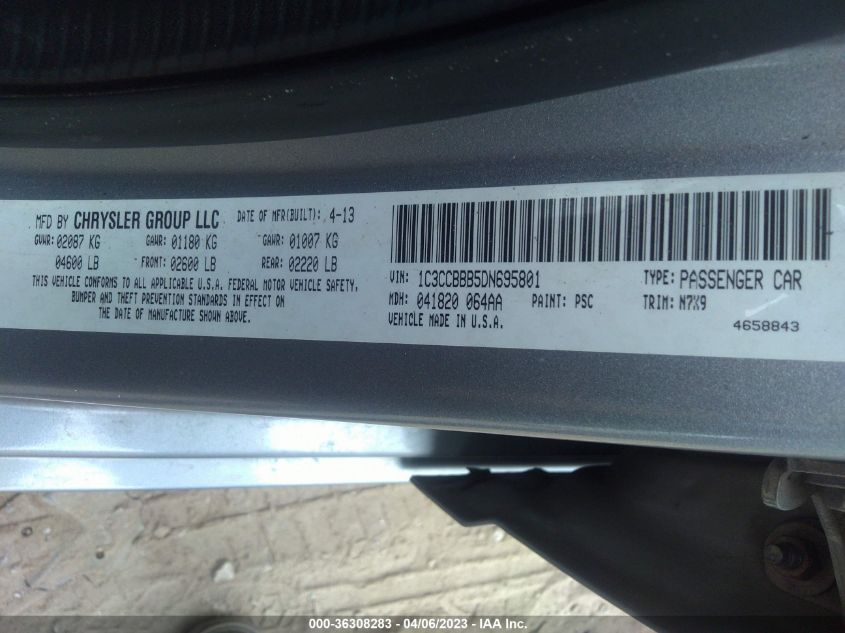 MFD BY CHRYSLER GROUP LLC DATE OF MFR(BUILT): 4-13
GVWR: 02087 KG GAWR: 01180 KG GAWR: 01007 KG
04600 LB FRONT: 02600 LB REAR: 02220 LB
THIS VEHICLE CONFORMS TO ALL APPLICABLE U.S.A. FEDERAL MOTOR VEHICLE SAFETY,
BUMPER AND THEFT PREVENTION STANDARDS IN EFFECT ON
THE DATE OF MANUFACTURE SHOWN ABOVE.
VIN: 1C3CCBBB5DN695801 TYPE: PASSENGER CAR
MDH: 041820 064AA PAINT: PSC TRIM: N7X9
VEHICLE MADE IN U.S.A.
4658843
000-36308283 - 04/06/2023 - IAA Inc.